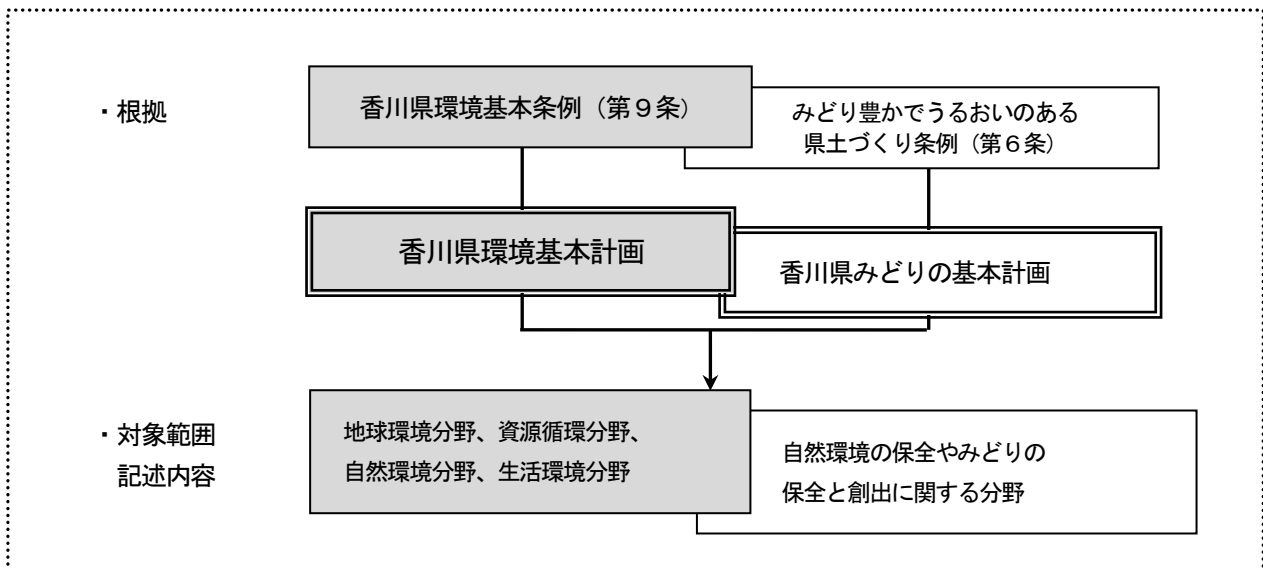 ・根拠
香川県環境基本条例（第９条）
みどり豊かでうるおいのある
県土づくり条例（第６条）
香川県環境基本計画
香川県みどりの基本計画
・対象範囲
記述内容
地球環境分野、資源循環分野、
自然環境分野、生活環境分野
自然環境の保全やみどりの
保全と創出に関する分野